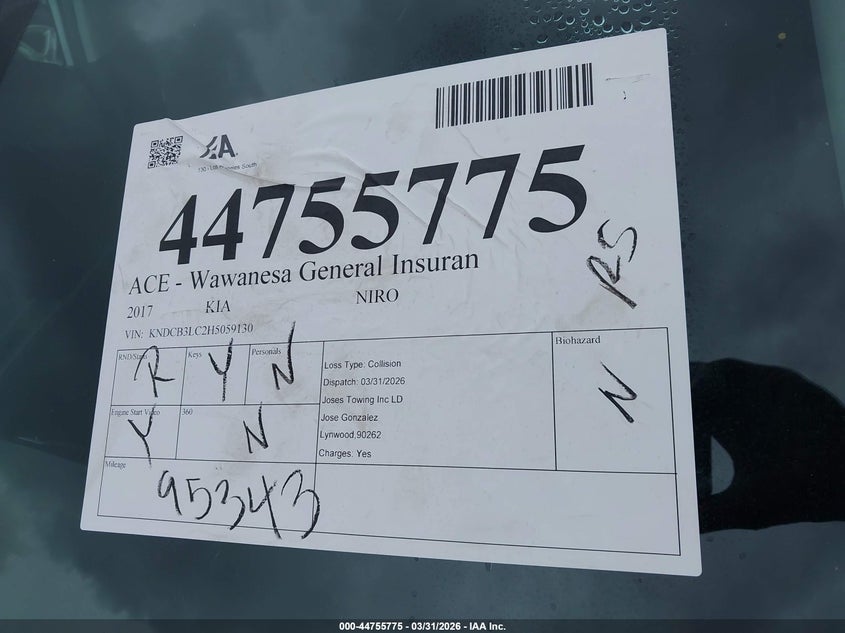 IAA
44755775
ACE - Wawanesa General Insuran
2017 KIA NIRO
VIN: KNDCB3LC2H5059130
RS
RND/Status R
Keys Y
Personals N
Loss Type: Collision
Dispatch: 03/31/2026
Joses Towing Inc LD
Jose Gonzalez
Lynwood,90262
Charges: Yes
Biohazard
N
Engine Start Video Y
360 N
Mileage
95343
000-44755775 - 03/31/2026 - IAA Inc.